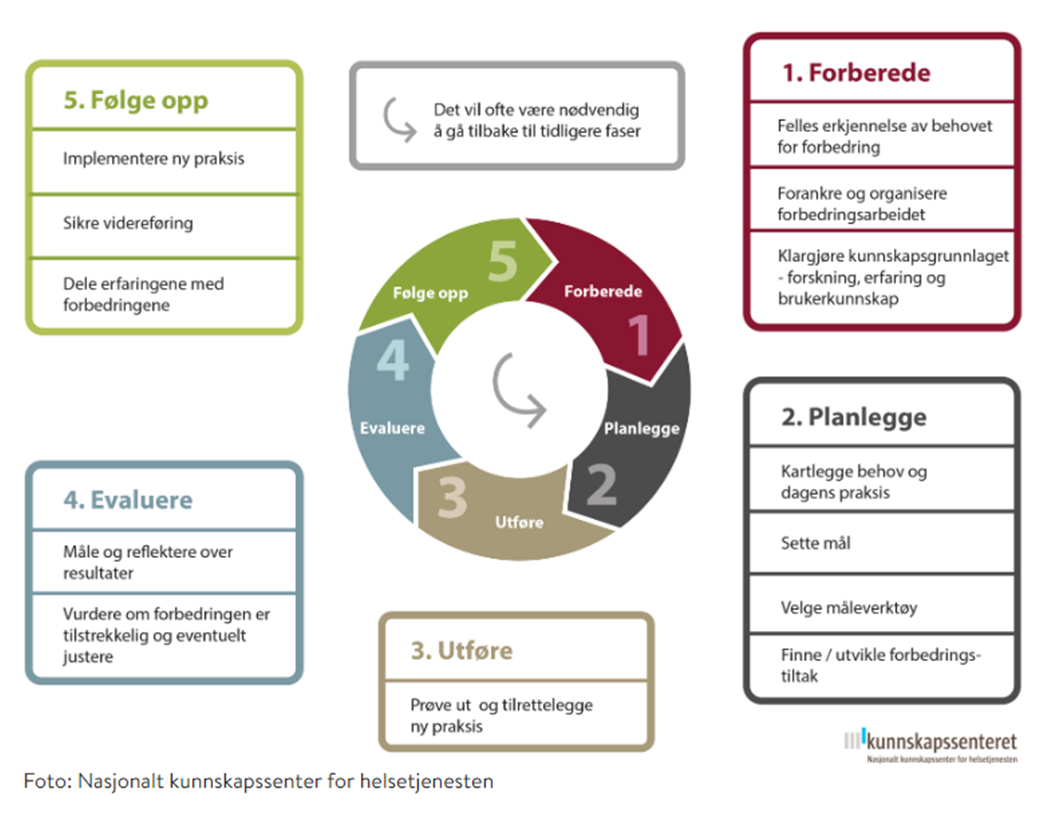 Det vil ofte være nødvendig
å gå tilbake til tidligere faser
1. Forberede
Felles erkjennelse av behovet
for forbedring
Forankre og organisere
forbedringsarbeidet
Klargjøre kunnskapsgrunnlaget
- forskning, erfaring og
brukerkunnskap
2. Planlegge
Kartlegge behov og
dagens praksis
Sette mål
Velge måleverktøy
Finne / utvikle forbedrings-
tiltak
3. Utføre
Prøve ut og tilrettelegge
ny praksis
4. Evaluere
Måle og reflektere over
resultater
Vurdere om forbedringen er
tilstrekkelig og eventuelt
justere
5. Følge opp
Implementere ny praksis
Sikre videreføring
Dele erfaringene med
forbedringene
Forberede
1
Planlegge
2
3
Utføre
4
Evaluere
5
Følge opp
kunnskapssenteret
Nasjonalt kunnskapssenter for helsetjenesten
Foto: Nasjonalt kunnskapssenter for helsetjenesten